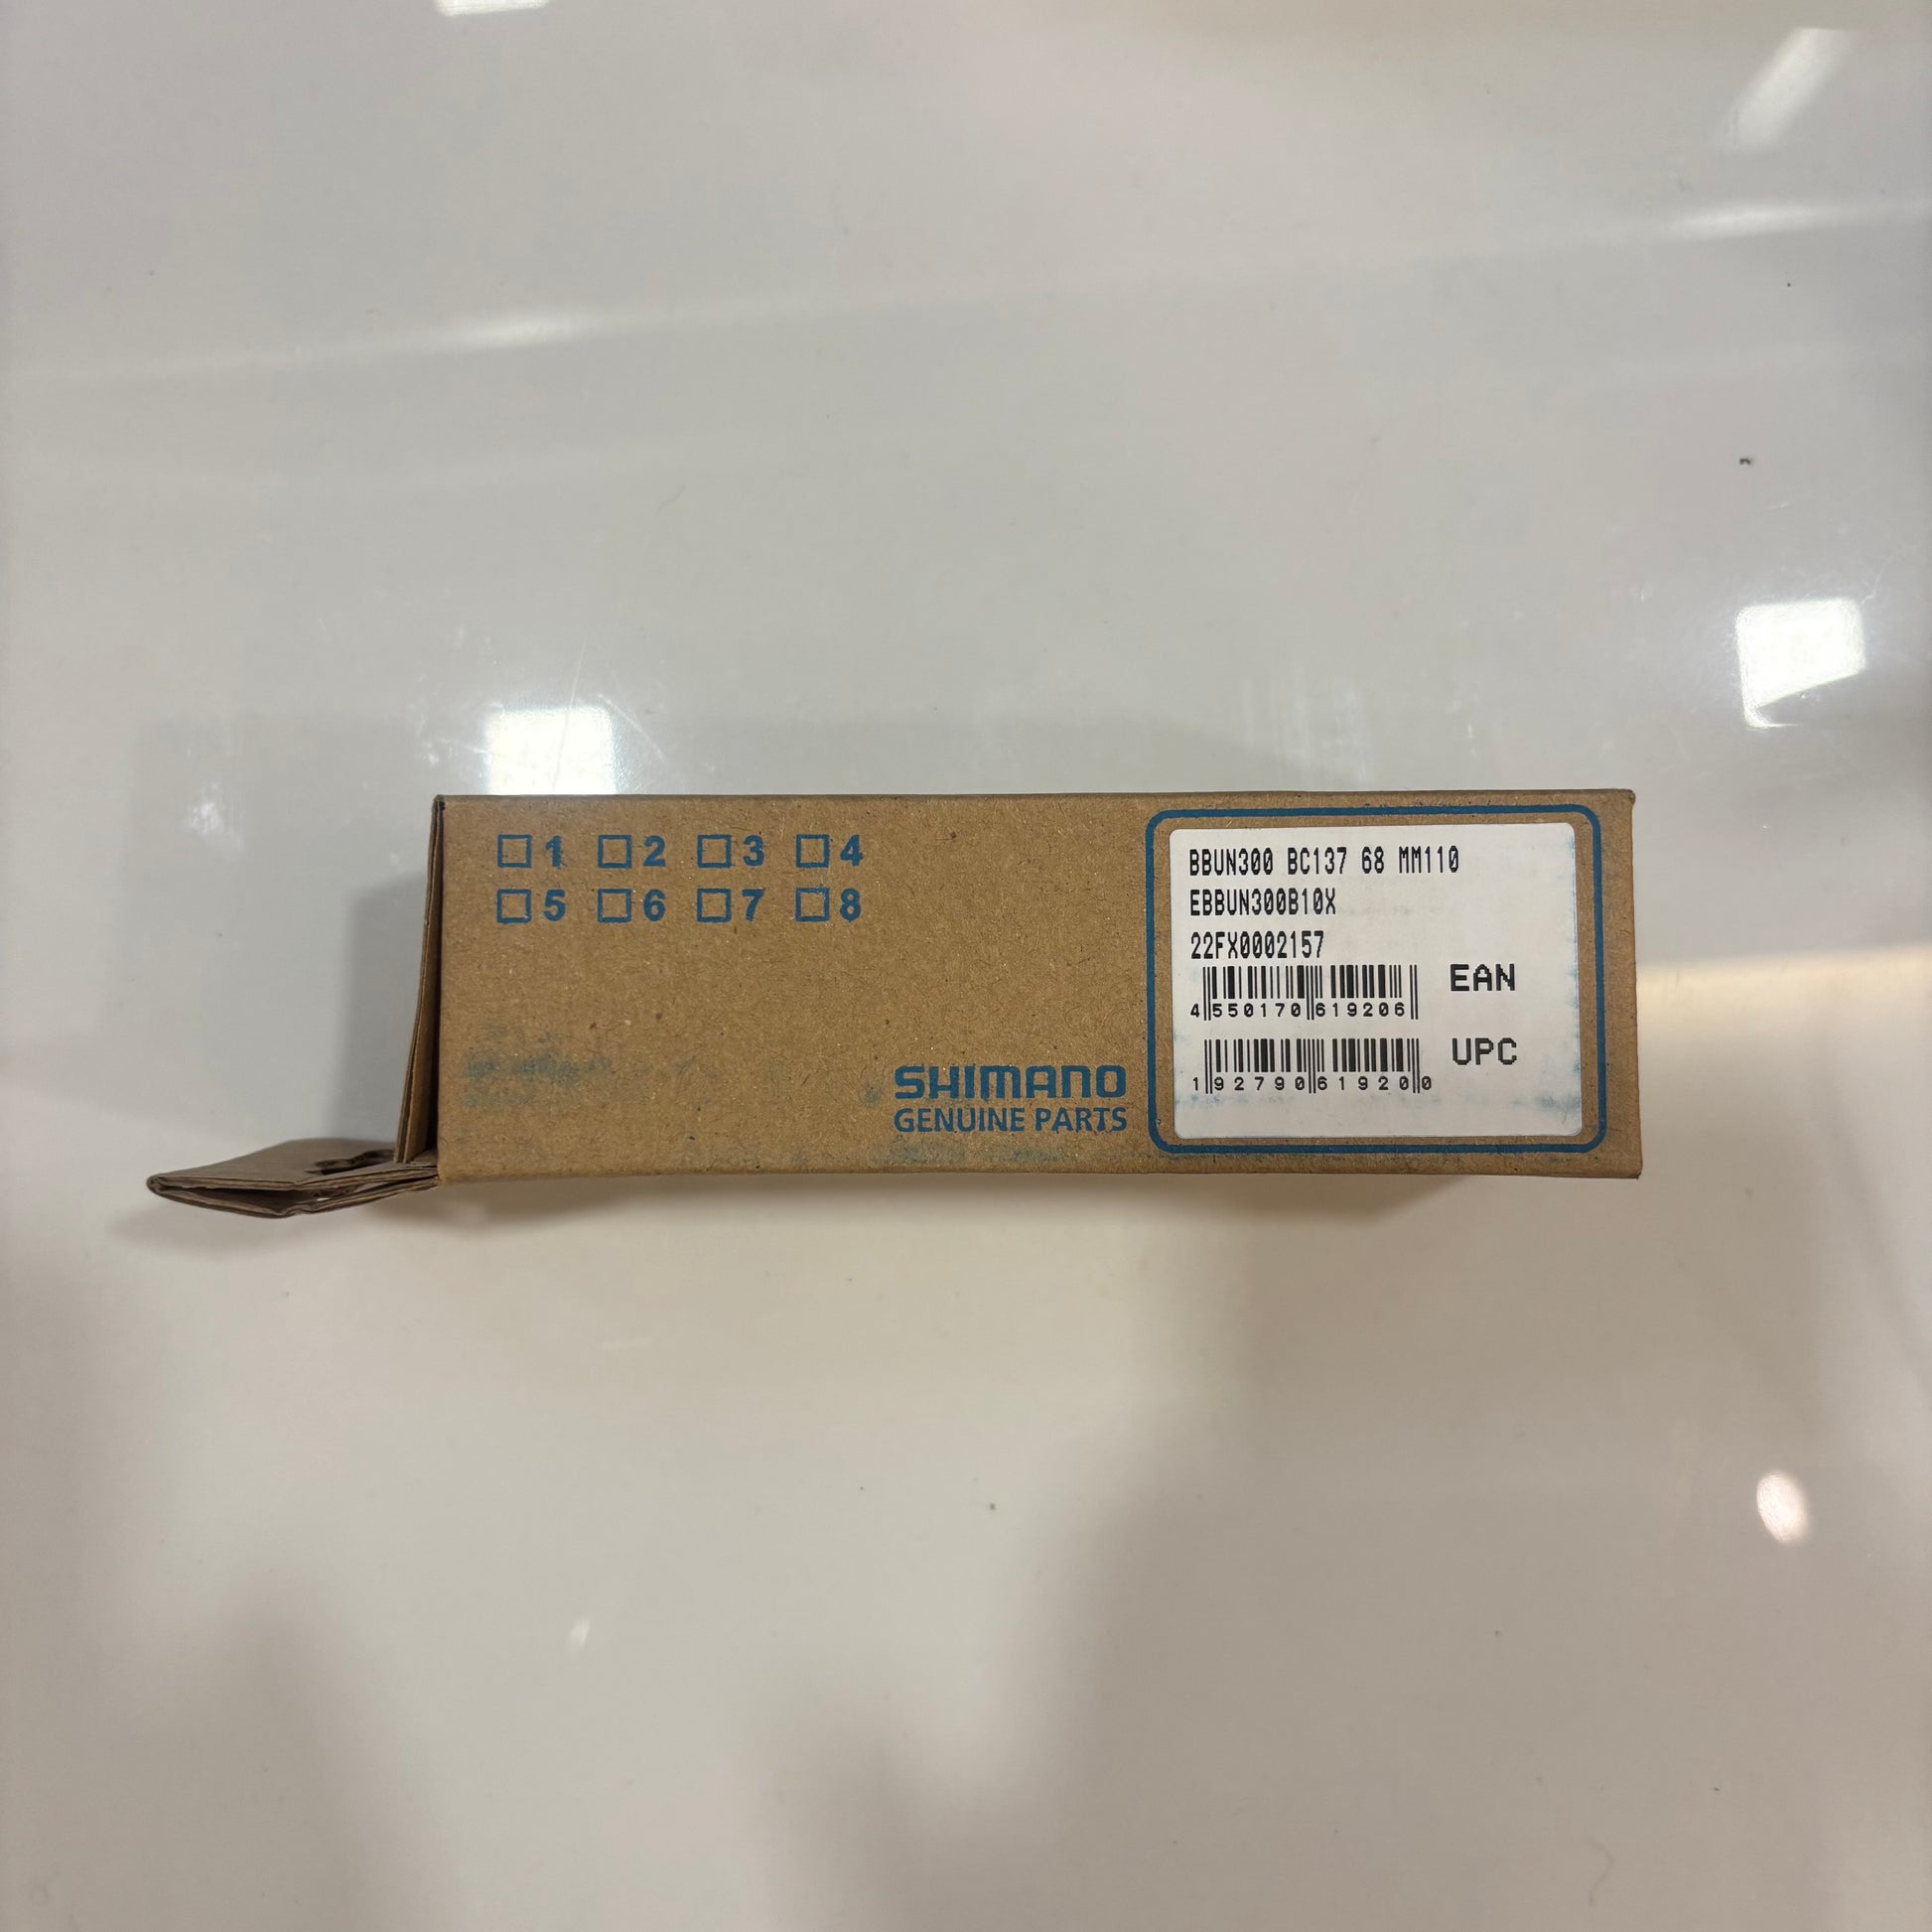 1 2 3 4
5 6 7 8
SHIMANO
GENUINE PARTS
BBUN300 BC137 68 MM110
EBBUN300B10X
22FX0002157
EAN
4 550170 619206
UPC
1 92790 61920 0